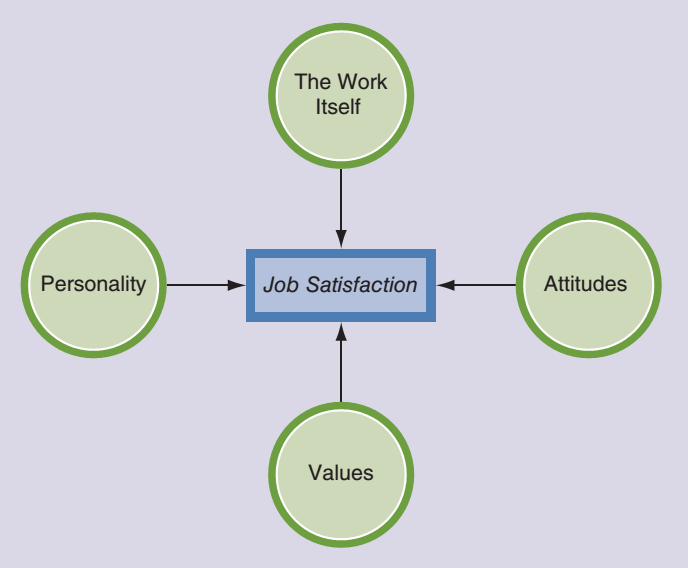 The Work
Itself
Personality
Job Satisfaction
Attitudes
Values